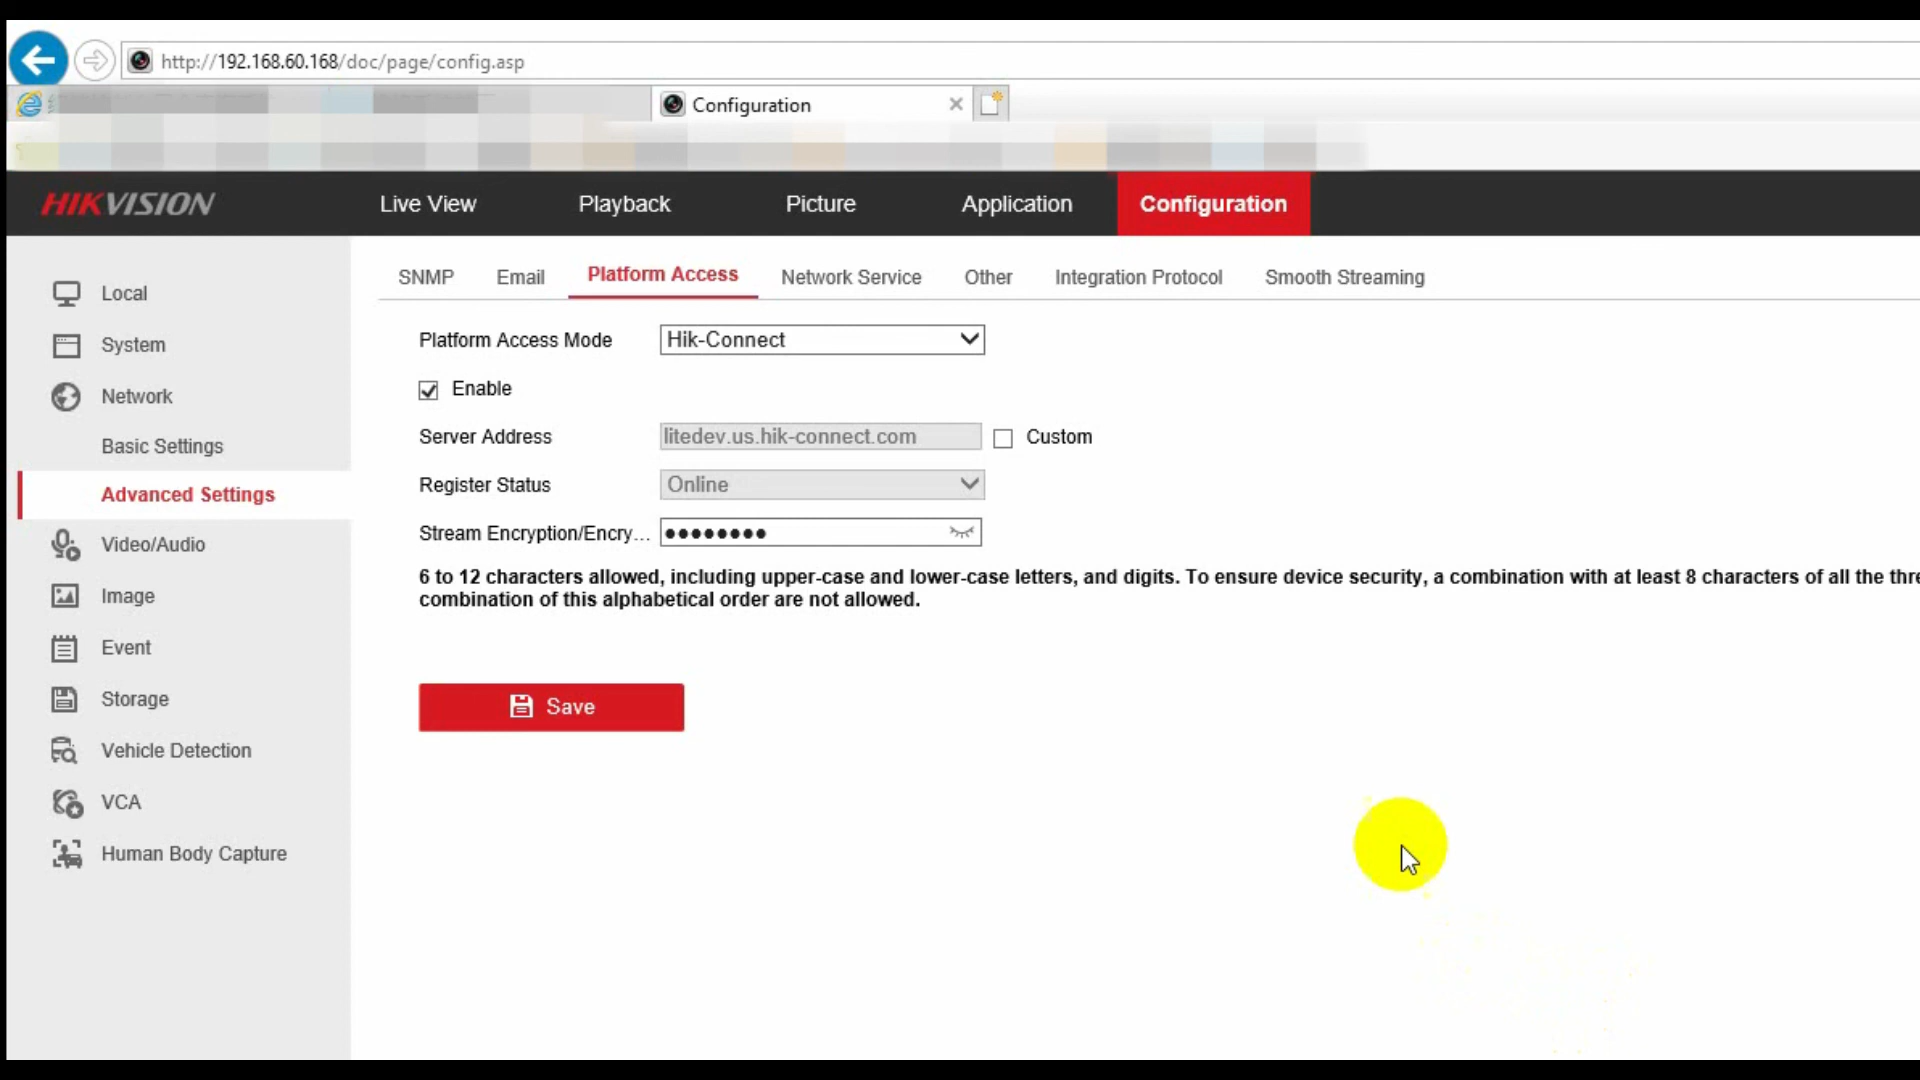 http://192.168.60.168/doc/page/config.asp
Configuration
HIKVISION
Live View
Playback
Picture
Application
Configuration
Local
System
Network
Basic Settings
Advanced Settings
Video/Audio
Image
Event
Storage
Vehicle Detection
VCA
Human Body Capture
SNMP
Email
Platform Access
Network Service
Other
Integration Protocol
Smooth Streaming
Platform Access Mode
Hik-Connect
Enable
Server Address
litedev.us.hik-connect.com
Custom
Register Status
Online
Stream Encryption/Encry...
6 to 12 characters allowed, including upper-case and lower-case letters, and digits. To ensure device security, a combination with at least 8 characters of all the
combination of this alphabetical order are not allowed.
Save